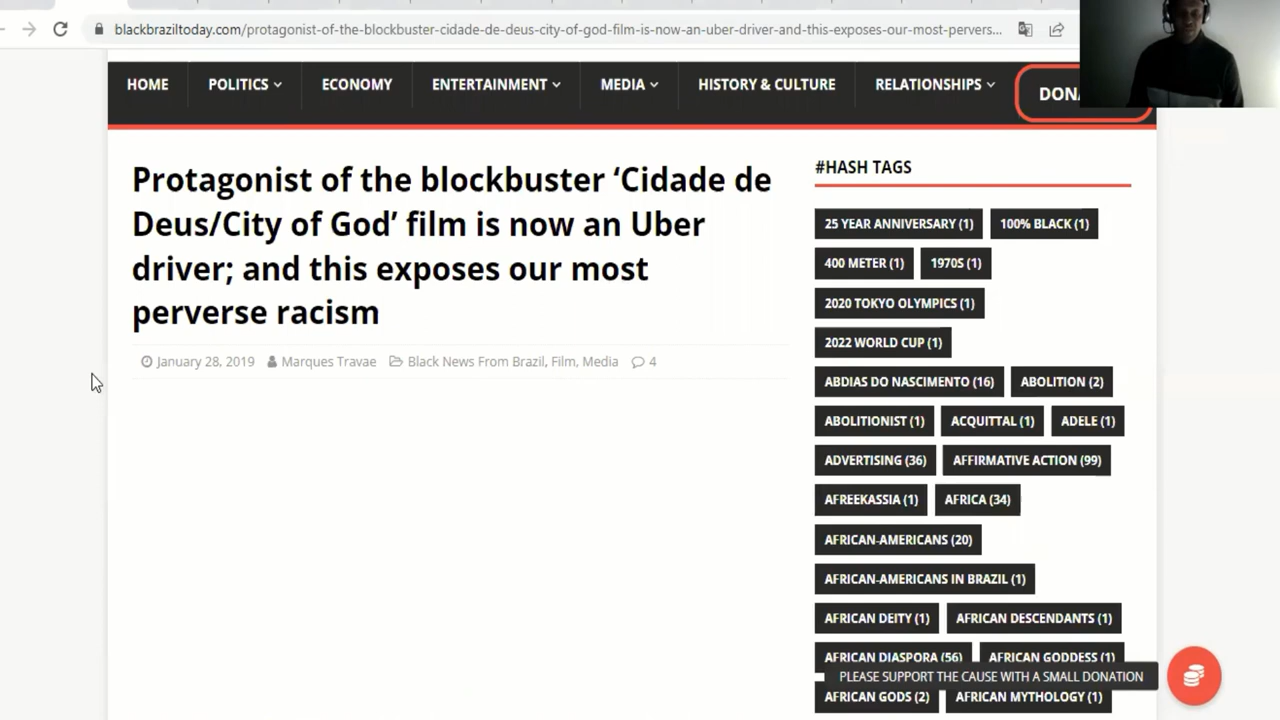 blackbraziltoday.com/protagonist-of-the-blockbuster-cidade-de-deus-city-of-god-film-is-now-an-uber-driver-and-this-exposes-our-most-pervers...
HOME POLITICS ECONOMY ENTERTAINMENT MEDIA HISTORY & CULTURE RELATIONSHIPS
Protagonist of the blockbuster ‘Cidade de
Deus/City of God’ film is now an Uber
driver; and this exposes our most
perverse racism
January 28, 2019 Marques Travae Black News From Brazil, Film, Media 4
#HASH TAGS
25 YEAR ANNIVERSARY (1) 100% BLACK (1)
400 METER (1) 1970S (1)
2020 TOKYO OLYMPICS (1)
2022 WORLD CUP (1)
ABDIAS DO NASCIMENTO (16) ABOLITION (2)
ABOLITIONIST (1) ACQUITTAL (1) ADELE (1)
ADVERTISING (36) AFFIRMATIVE ACTION (99)
AFREEKASSIA (1) AFRICA (34)
AFRICAN-AMERICANS (20)
AFRICAN-AMERICANS IN BRAZIL (1)
AFRICAN DEITY (1) AFRICAN DESCENDANTS (1)
AFRICAN DIASPORA (56) AFRICAN GODDESS (1)
PLEASE SUPPORT THE CAUSE WITH A SMALL DONATION
AFRICAN GODS (2) AFRICAN MYTHOLOGY (1)